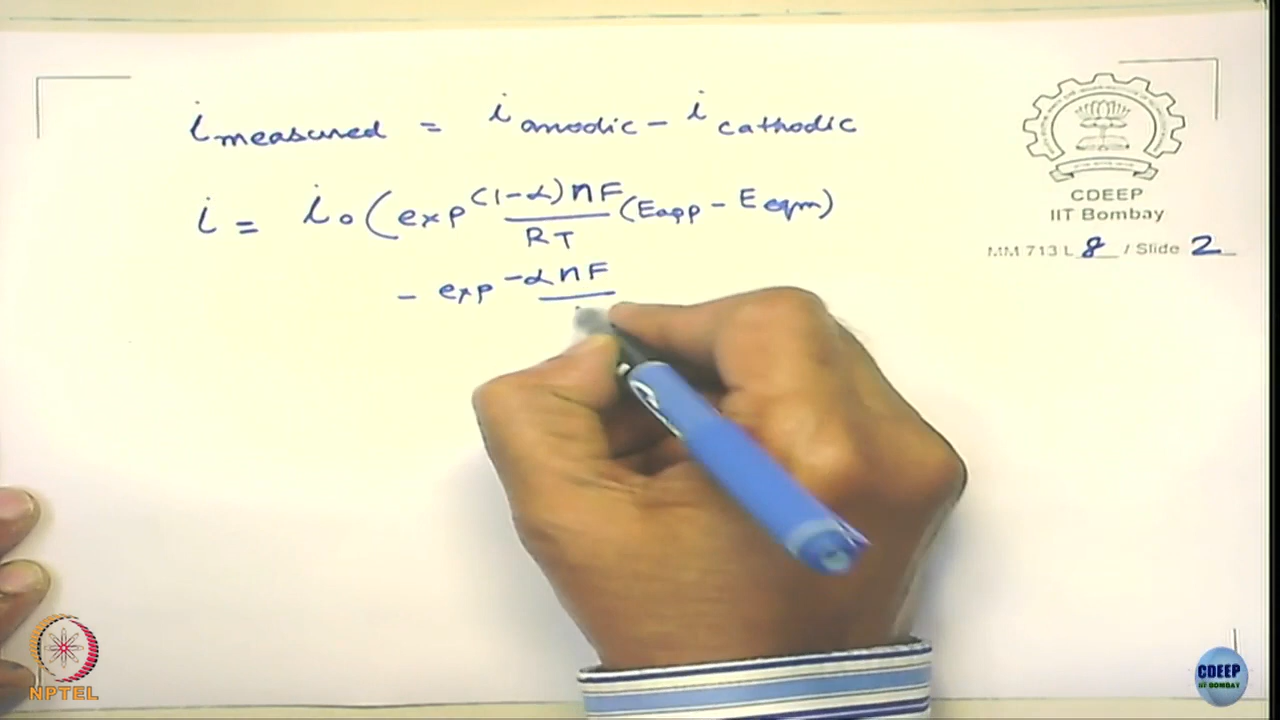 i measured = i anodic - i cathodic
i = i₀ (exp (1-α)nF/RT (Eapp - Eeqm)
- exp -αnF
CDEEP
IIT Bombay
MM 713 L 8 / Slide 2
NPTEL
CDEEP
IIT BOMBAY